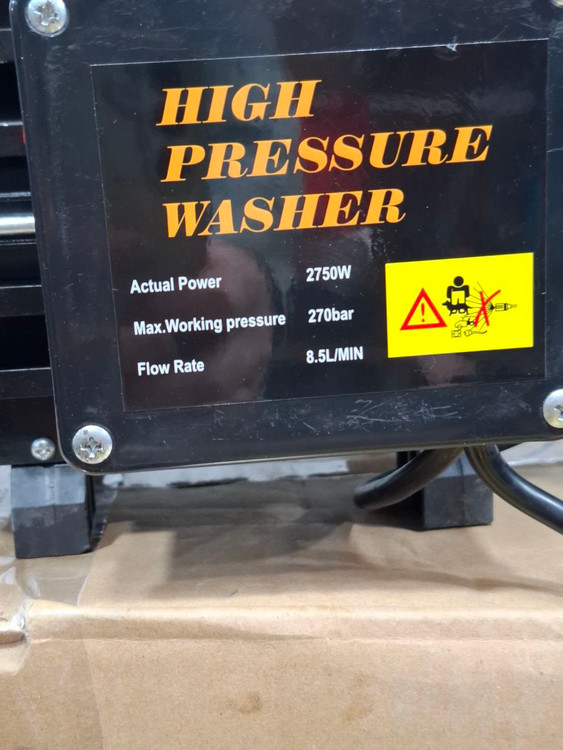 HIGH
PRESSURE
WASHER
Actual Power 2750W
Max.Working pressure 270bar
Flow Rate 8.5L/MIN